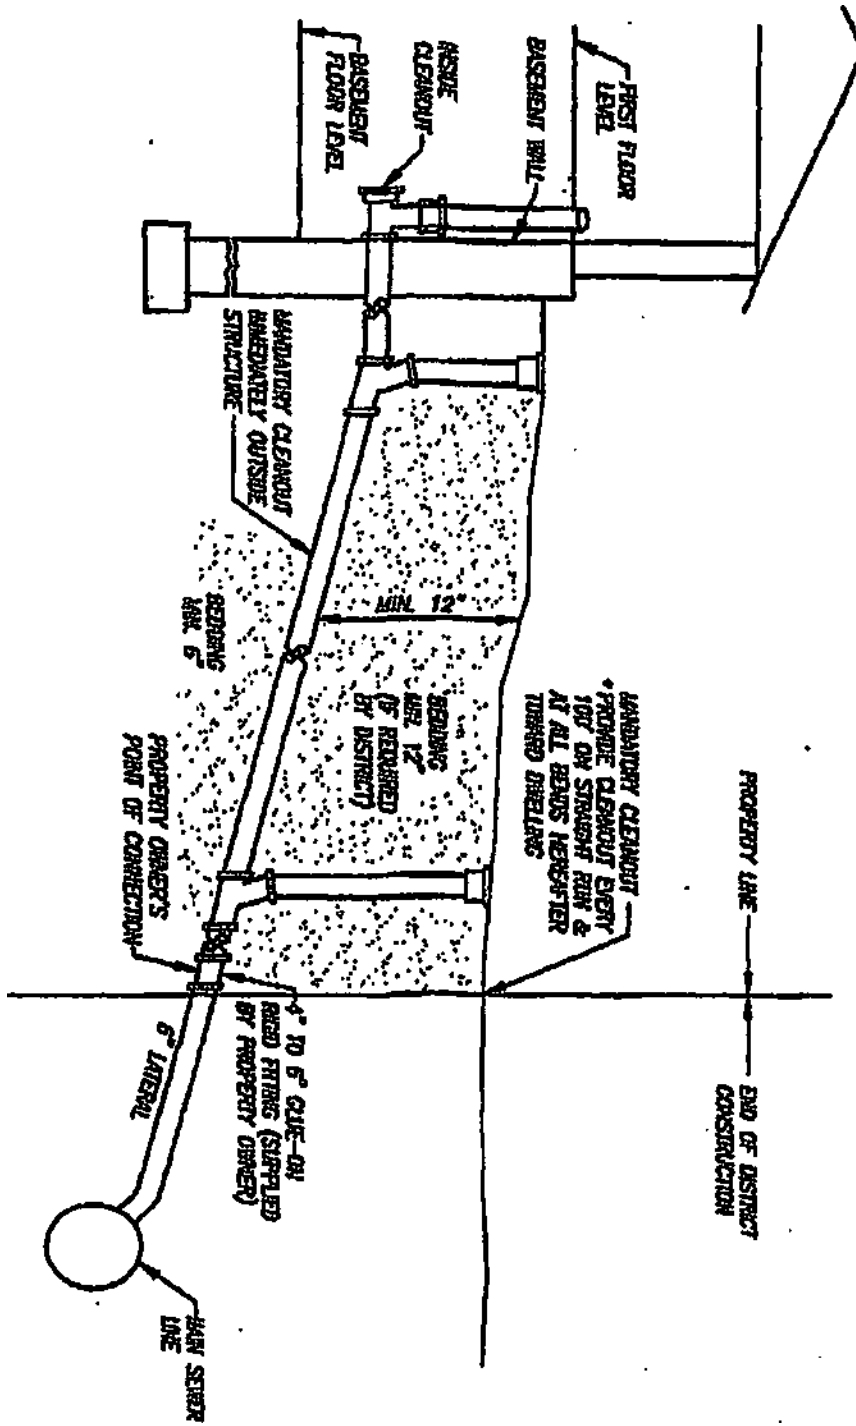 FIRST FLOOR
LEVEL
BASEMENT WALL
INSIDE
CLEANOUT
BASEMENT
FLOOR LEVEL
MANDATORY CLEANOUT
IMMEDIATELY OUTSIDE
STRUCTURE
MIN. 12"
BEDDING
MIN. 6"
BEDDING
MIN. 12"
(IF REQUIRED
BY DISTRICT)
MANDATORY CLEANOUT
* PROVIDE CLEANOUT EVERY
100' ON STRAIGHT RUN &
AT ALL BENDS HEREAFTER
TOWARD DWELLING
PROPERTY LINE
PROPERTY OWNER'S
POINT OF CONNECTION
END OF DISTRICT
CONSTRUCTION
4" TO 6" GLUE-ON
RIGID FITTING (SUPPLIED
BY PROPERTY OWNER)
6" LATERAL
MAIN SEWER
LINE